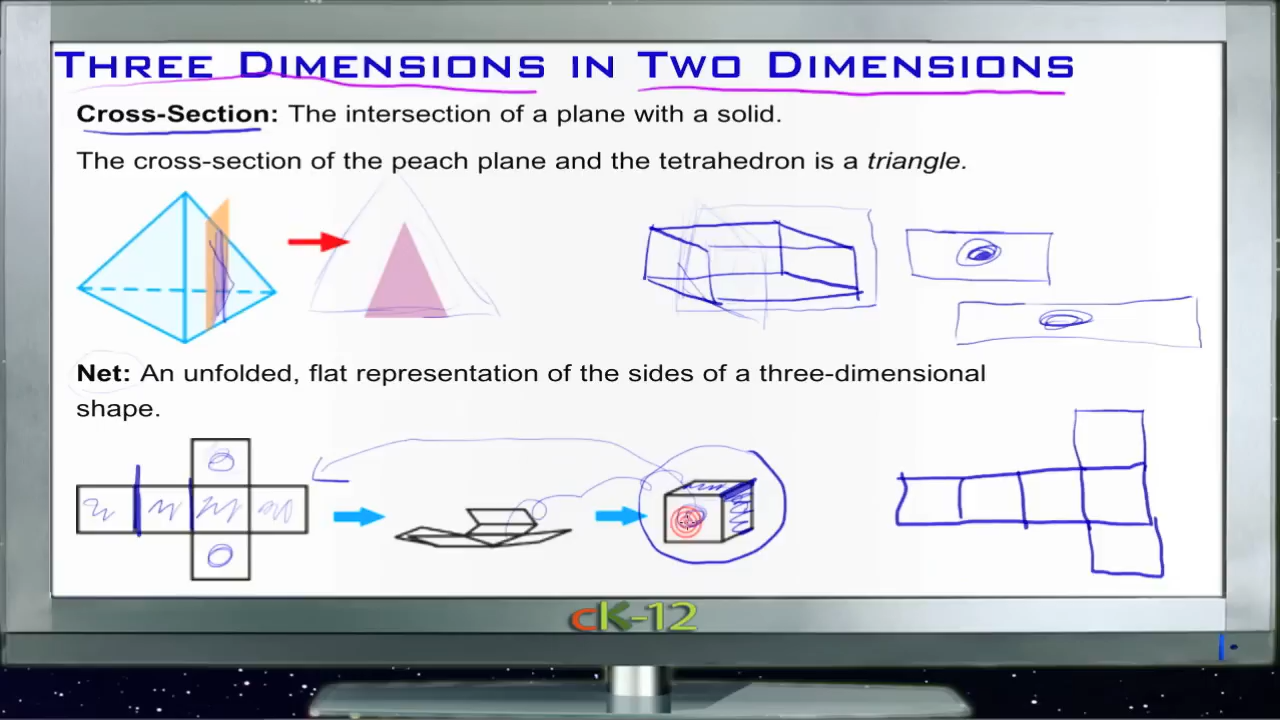 THREE DIMENSIONS IN TWO DIMENSIONS
Cross-Section: The intersection of a plane with a solid.
The cross-section of the peach plane and the tetrahedron is a triangle.
Net: An unfolded, flat representation of the sides of a three-dimensional
shape.
cK-12